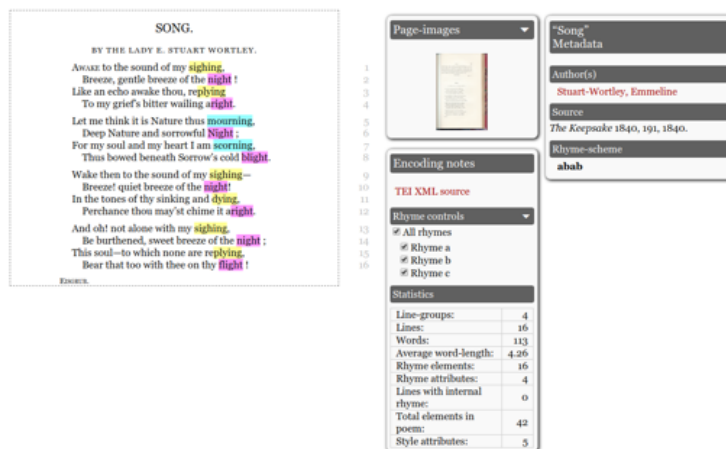 SONG.
BY THE LADY E. STUART WORTLEY.
AWAKE to the sound of my sighing, 1
Breeze, gentle breeze of the night ! 2
Like an echo awake thou, replying 3
To my grief's bitter wailing aright. 4
Let me think it is Nature thus mourning, 5
Deep Nature and sorrowful Night ; 6
For my soul and my heart I am scorning, 7
Thus bowed beneath Sorrow's cold blight. 8
Wake then to the sound of my sighing— 9
Breeze! quiet breeze of the night! 10
In the tones of thy sinking and dying, 11
Perchance thou may'st chime it aright. 12
And oh! not alone with my sighing, 13
Be burthened, sweet breeze of the night ; 14
This soul—to which none are replying, 15
Bear that too with thee on thy flight ! 16
Page-images
Encoding notes
TEI XML source
Rhyme controls
All rhymes
Rhyme a
Rhyme b
Rhyme c
Statistics
Line-groups: 4
Lines: 16
Words: 113
Average word-length: 4.26
Rhyme elements: 16
Rhyme attributes: 4
Lines with internal
rhyme: 0
Total elements in
poem: 42
Style attributes: 5
“Song”
Metadata
Author(s)
Stuart-Wortley, Emmeline
Source
The Keepsake 1840, 191, 1840.
Rhyme-scheme
abab